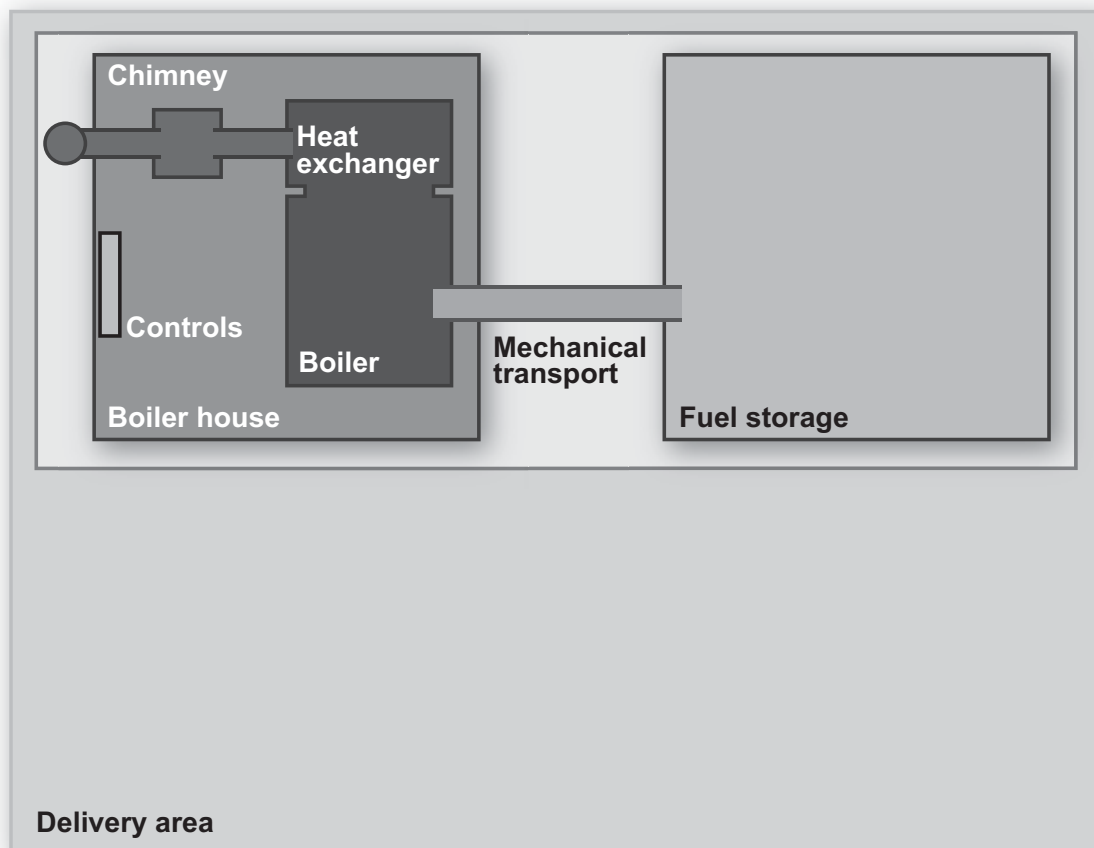 Chimney
Heat
exchanger
Controls
Mechanical
transport
Boiler
Boiler house
Fuel storage
Delivery area